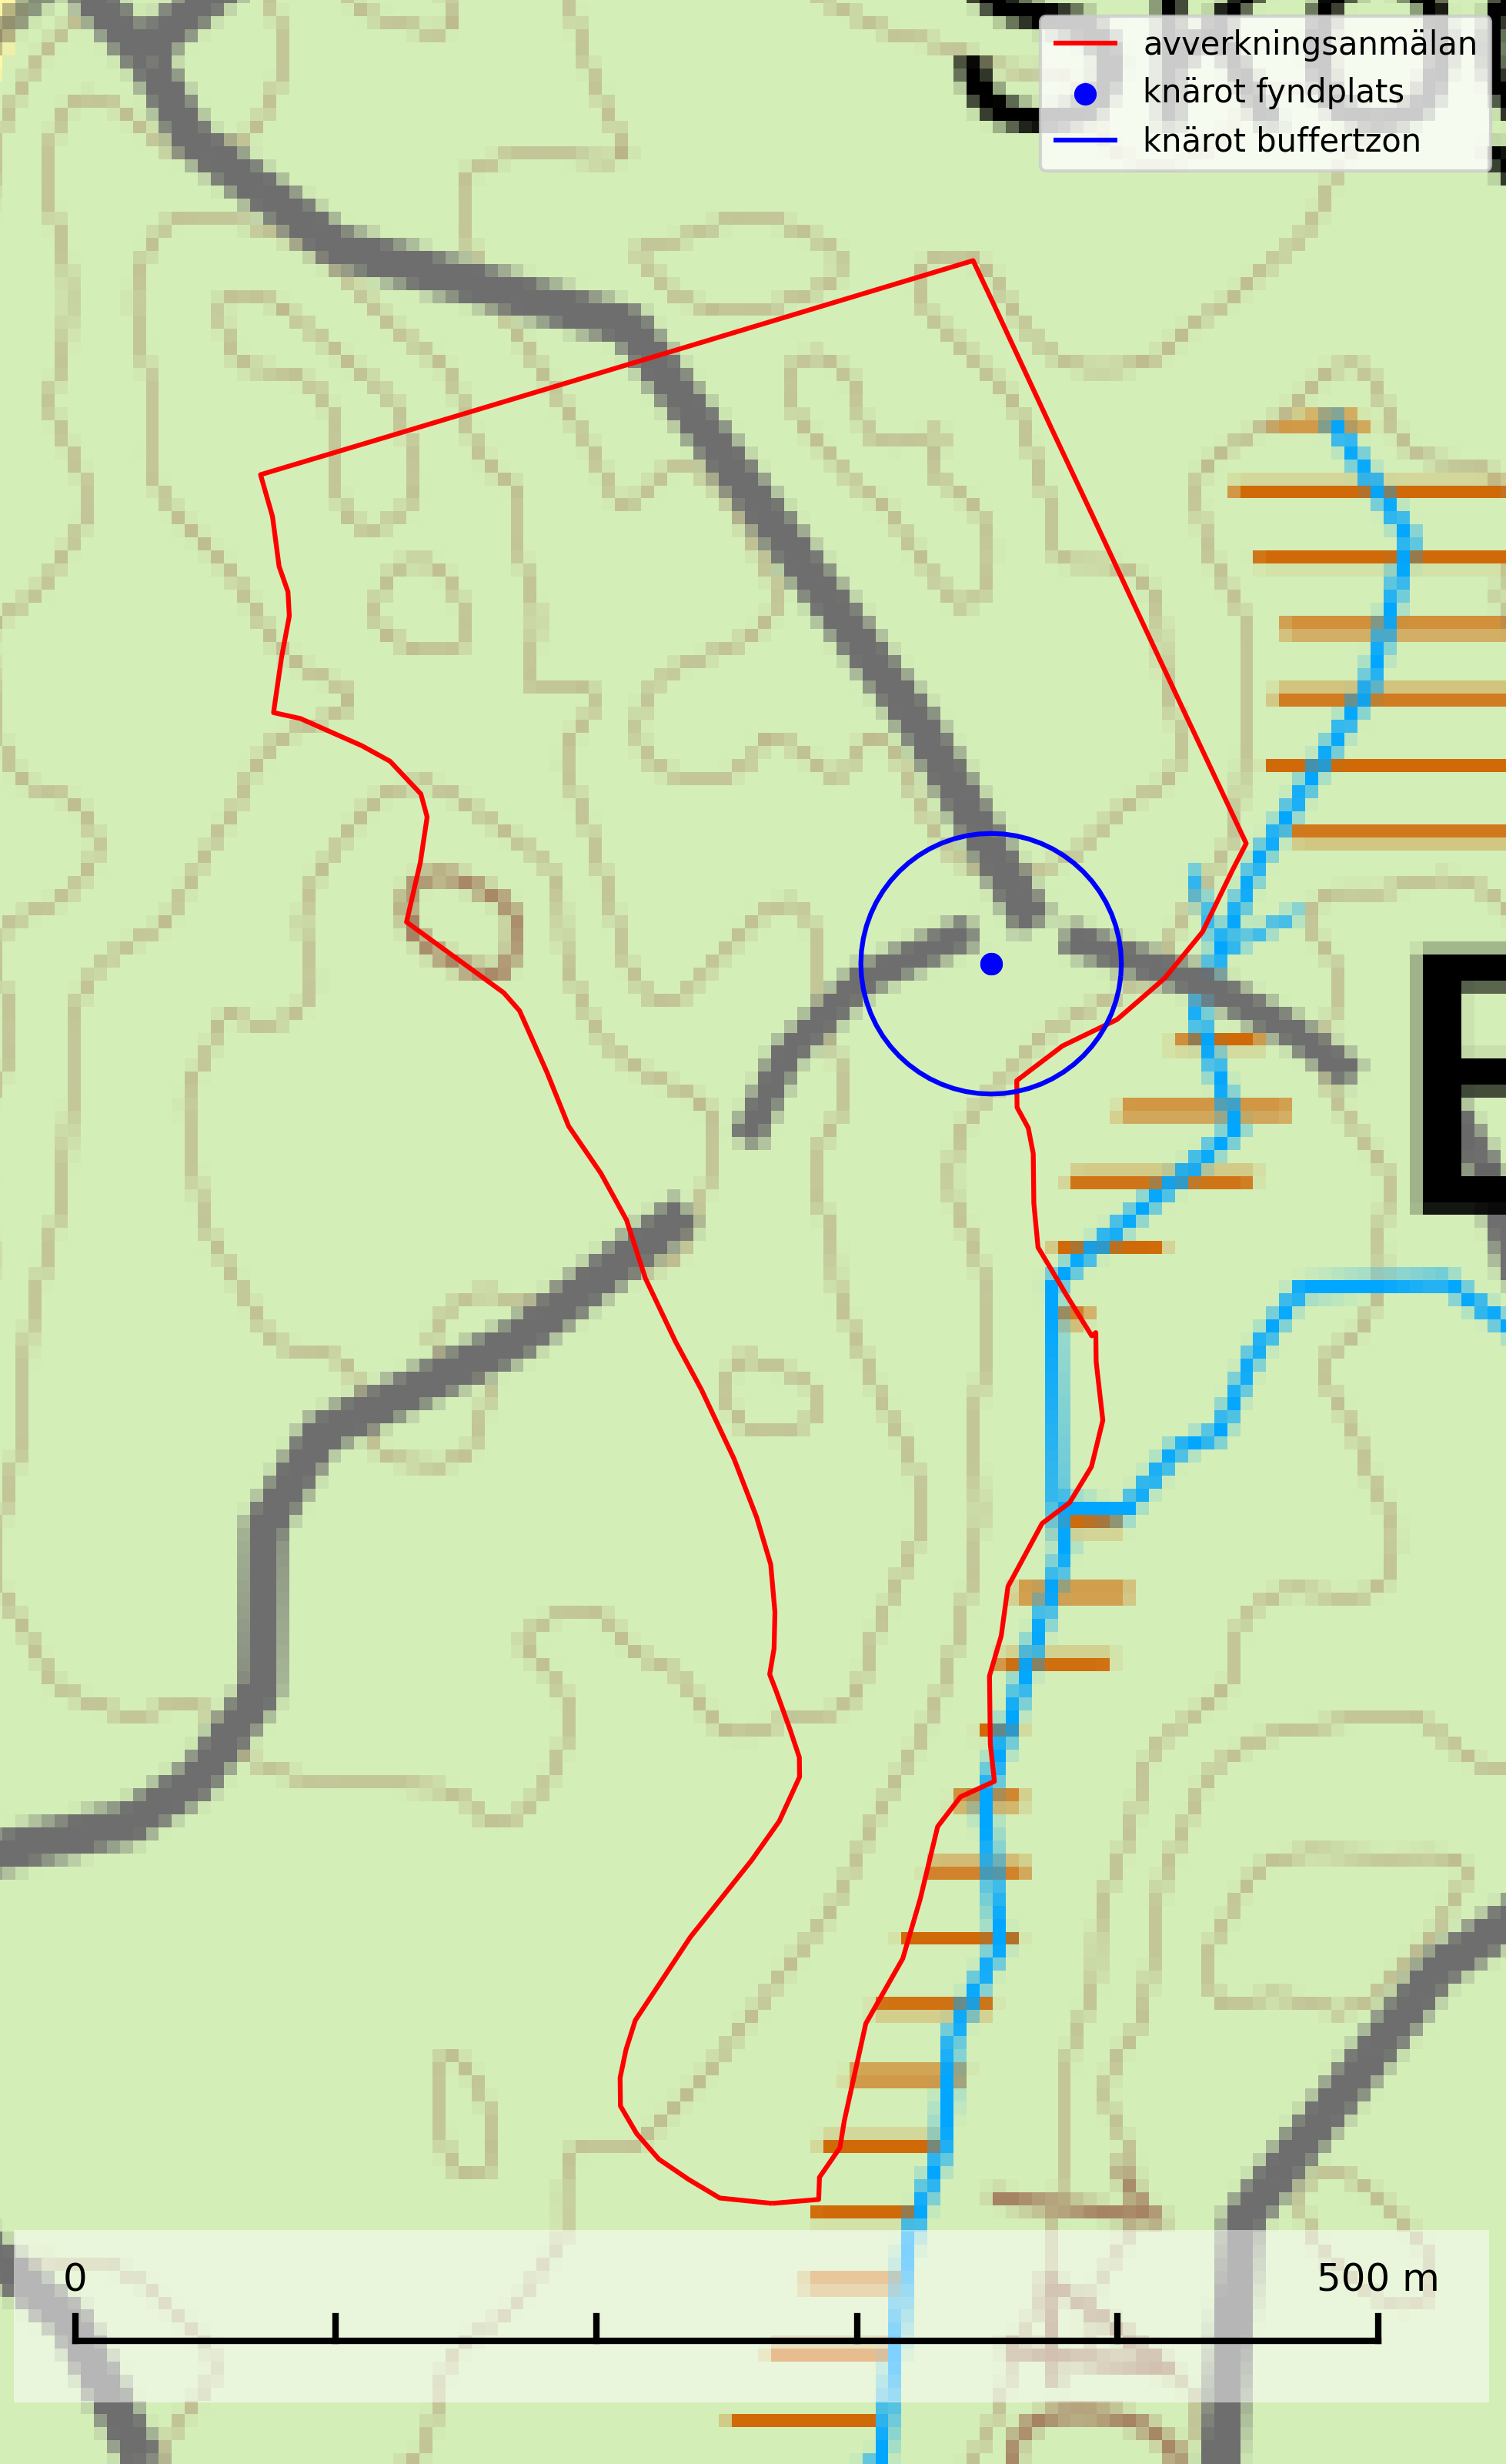 avverkningsanmälan
knärot fyndplats
knärot buffertzon
E
0 500 m